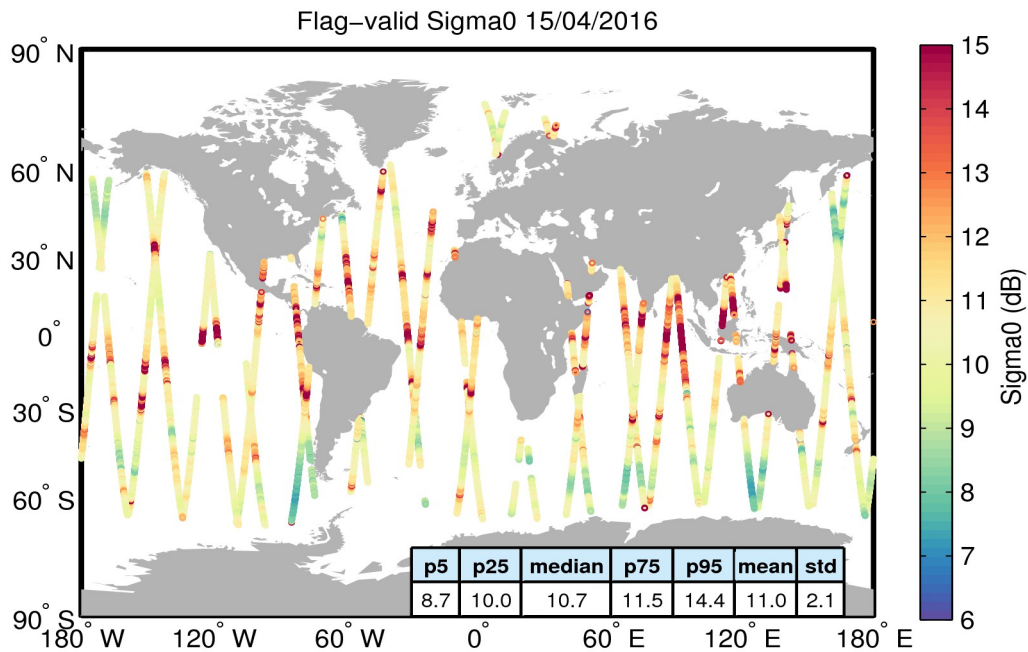 Flag−valid Sigma0 15/04/2016
90° N
60° N
30° N
0°
30° S
60° S
90° S
180° W
120° W
60° W
0°
60° E
120° E
180° E
p5 p25 median p75 p95 mean std
8.7 10.0 10.7 11.5 14.4 11.0 2.1
15
14
13
12
11
10
9
8
7
6
Sigma0 (dB)